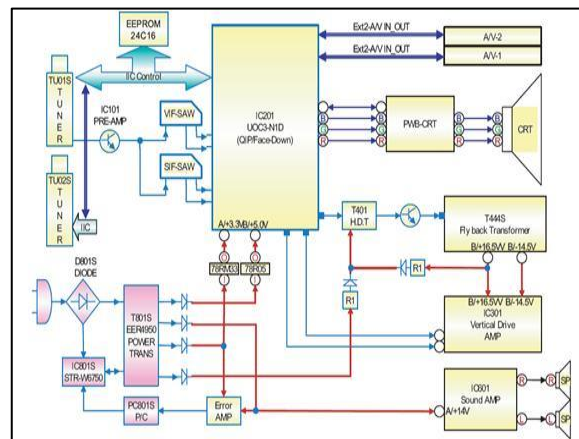 EEPROM
24C16
Ext2-A/V IN_OUT
A/V-2
Ext2-A/V IN_OUT
A/V-1
TU01S
T
U
N
E
R
IIC Control
IC101
PRE-AMP
VIF-SAW
SIF-SAW
IC201
UOC3-N1D
(QIP/Face-Down)
B
G
R
B
G
R
PWB-CRT
B
G
R
B
G
R
CRT
TU02S
T
U
N
E
R
IIC
A/+3.3V
B/+5.0V
O
O
78RM33
78R05
I
I
T401
H.D.T
T444S
Fly back Transformer
B/+16.5VV
B/-14.5V
R1
R1
B/+16.5VV
B/-14.5V
IC301
Vertical Drive
AMP
D801S
DIODE
T801S
EER4950
POWER
TRANS
IC801S
STR-W6750
PC801S
P/C
Error
AMP
IC601
Sound AMP
A/+14V
R
R
SP
L
L
SP